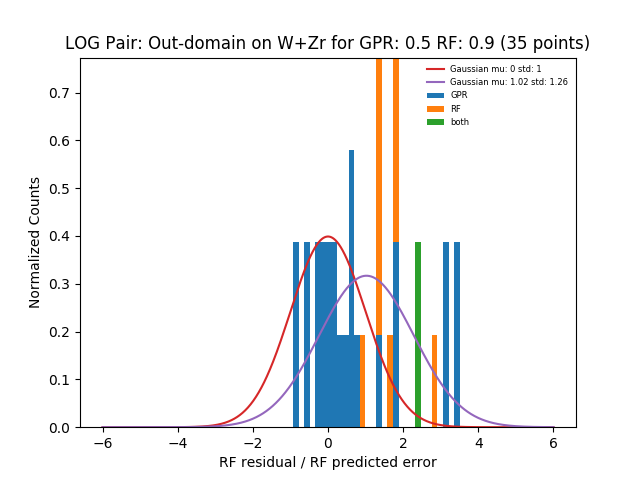 LOG Pair: Out-domain on W+Zr for GPR: 0.5 RF: 0.9 (35 points)
Gaussian mu: 0 std: 1
Gaussian mu: 1.02 std: 1.26
GPR
RF
both
Normalized Counts
0.7
0.6
0.5
0.4
0.3
0.2
0.1
0.0
−6
−4
−2
0
2
4
6
RF residual / RF predicted error